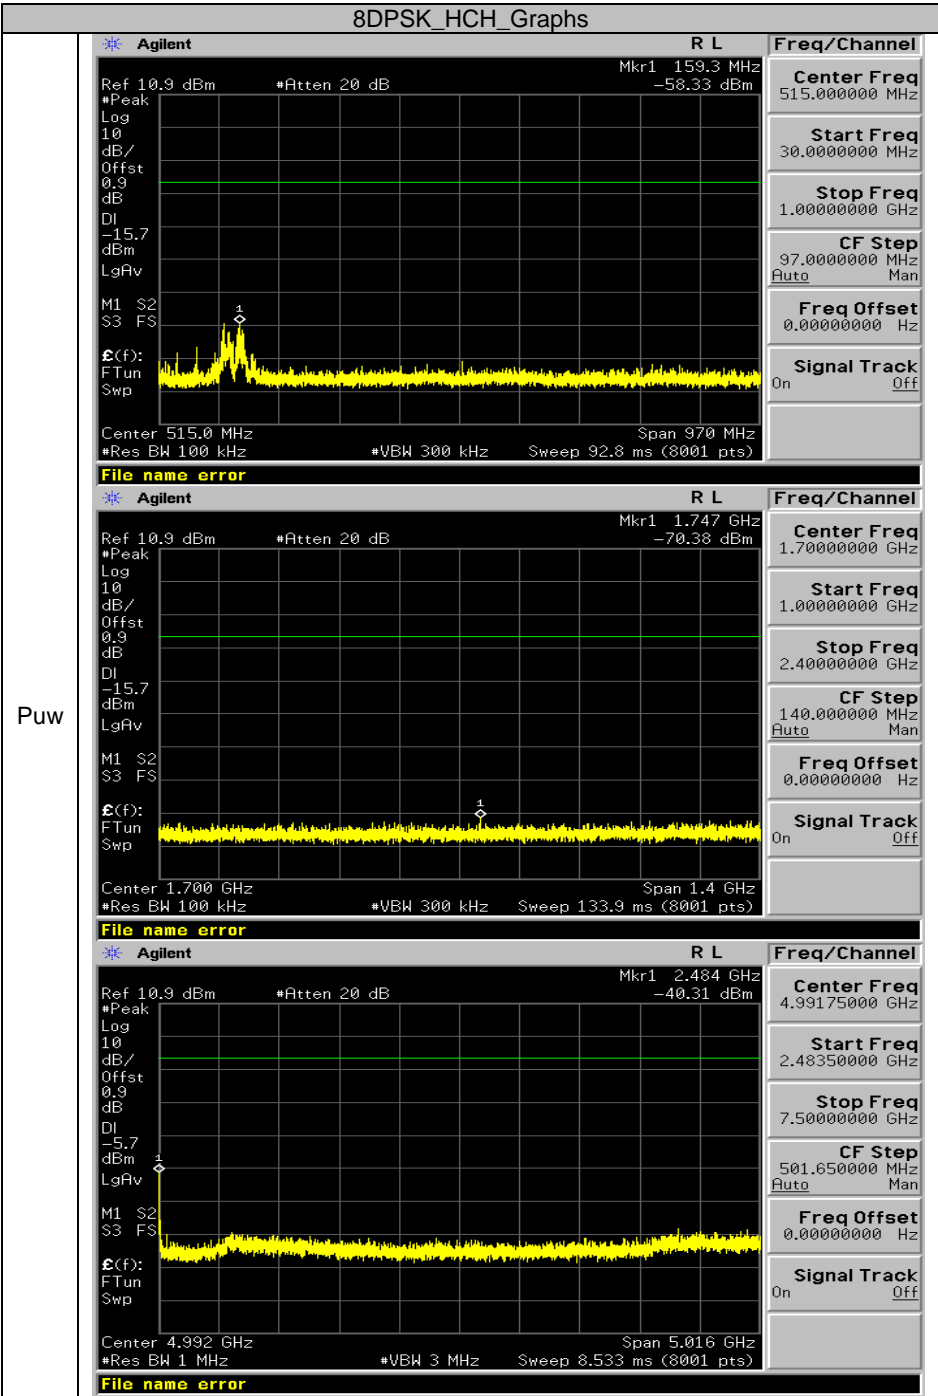 8DPSK_HCH_Graphs
Puw
Agilent R L Freq/Channel
Mkr1 159.3 MHz
Ref 10.9 dBm #Atten 20 dB -58.33 dBm
#Peak
Log
10
dB/
Offst
0.9
dB
DI
-15.7
dBm
LgAv
M1 S2
S3 FS
£(f):
FTun
Swp
1
Center 515.0 MHz Span 970 MHz
#Res BW 100 kHz #VBW 300 kHz Sweep 92.8 ms (8001 pts)
Center Freq
515.000000 MHz
Start Freq
30.0000000 MHz
Stop Freq
1.00000000 GHz
CF Step
97.0000000 MHz
Auto Man
Freq Offset
0.00000000 Hz
Signal Track
On Off
File name error
Agilent R L Freq/Channel
Mkr1 1.747 GHz
Ref 10.9 dBm #Atten 20 dB -70.38 dBm
#Peak
Log
10
dB/
Offst
0.9
dB
DI
-15.7
dBm
LgAv
M1 S2
S3 FS
£(f):
FTun
Swp
1
Center 1.700 GHz Span 1.4 GHz
#Res BW 100 kHz #VBW 300 kHz Sweep 133.9 ms (8001 pts)
Center Freq
1.70000000 GHz
Start Freq
1.00000000 GHz
Stop Freq
2.40000000 GHz
CF Step
140.000000 MHz
Auto Man
Freq Offset
0.00000000 Hz
Signal Track
On Off
File name error
Agilent R L Freq/Channel
Mkr1 2.484 GHz
Ref 10.9 dBm #Atten 20 dB -40.31 dBm
#Peak
Log
10
dB/
Offst
0.9
dB
DI
-5.7
dBm
LgAv
M1 S2
S3 FS
£(f):
FTun
Swp
1
Center 4.992 GHz Span 5.016 GHz
#Res BW 1 MHz #VBW 3 MHz Sweep 8.533 ms (8001 pts)
Center Freq
4.99175000 GHz
Start Freq
2.48350000 GHz
Stop Freq
7.50000000 GHz
CF Step
501.650000 MHz
Auto Man
Freq Offset
0.00000000 Hz
Signal Track
On Off
File name error